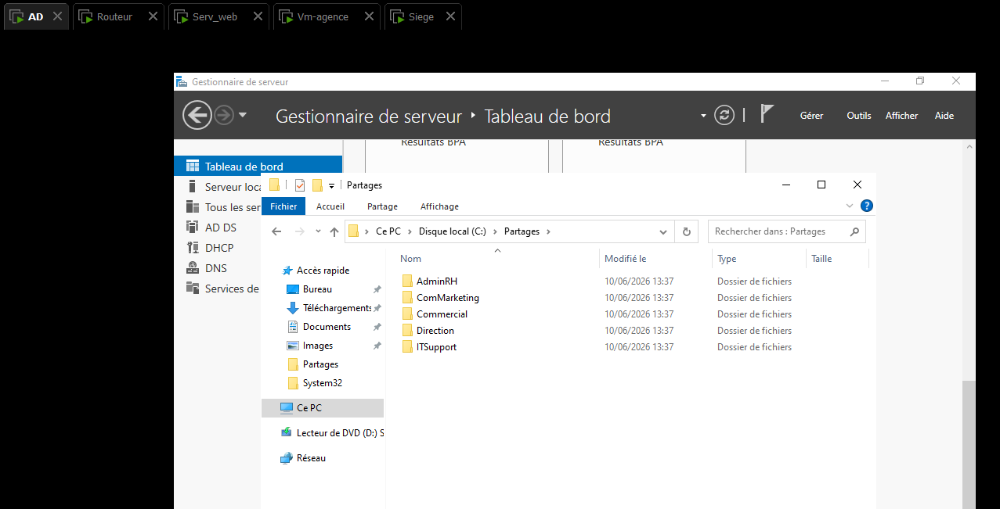 AD Routeur Serv_web Vm-agence Siege
Gestionnaire de serveur
Gestionnaire de serveur Tableau de bord Gérer Outils Afficher Aide
Résultats BPA Résultats BPA
Tableau de bord
Serveur loca
Tous les ser
AD DS
DHCP
DNS
Services de
Partages
Fichier Accueil Partage Affichage
Ce PC Disque local (C:) Partages
Rechercher dans : Partages
Nom Modifié le Type Taille
Accès rapide
Bureau
Téléchargements
Documents
Images
Partages
System32
Ce PC
Lecteur de DVD (D:) S
Réseau
AdminRH 10/06/2026 13:37 Dossier de fichiers
ComMarketing 10/06/2026 13:37 Dossier de fichiers
Commercial 10/06/2026 13:37 Dossier de fichiers
Direction 10/06/2026 13:37 Dossier de fichiers
ITSupport 10/06/2026 13:37 Dossier de fichiers